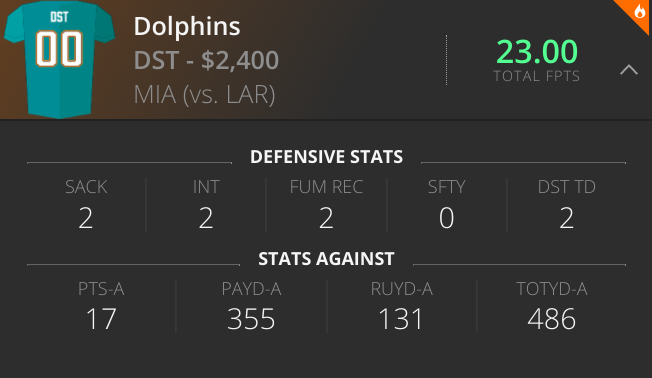 DST
00
Dolphins
DST - $2,400
MIA (vs. LAR)
23.00
TOTAL FPTS
DEFENSIVE STATS
SACK INT FUM REC SFTY DST TD
2 2 2 0 2
STATS AGAINST
PTS-A PAYD-A RUYD-A TOTYD-A
17 355 131 486